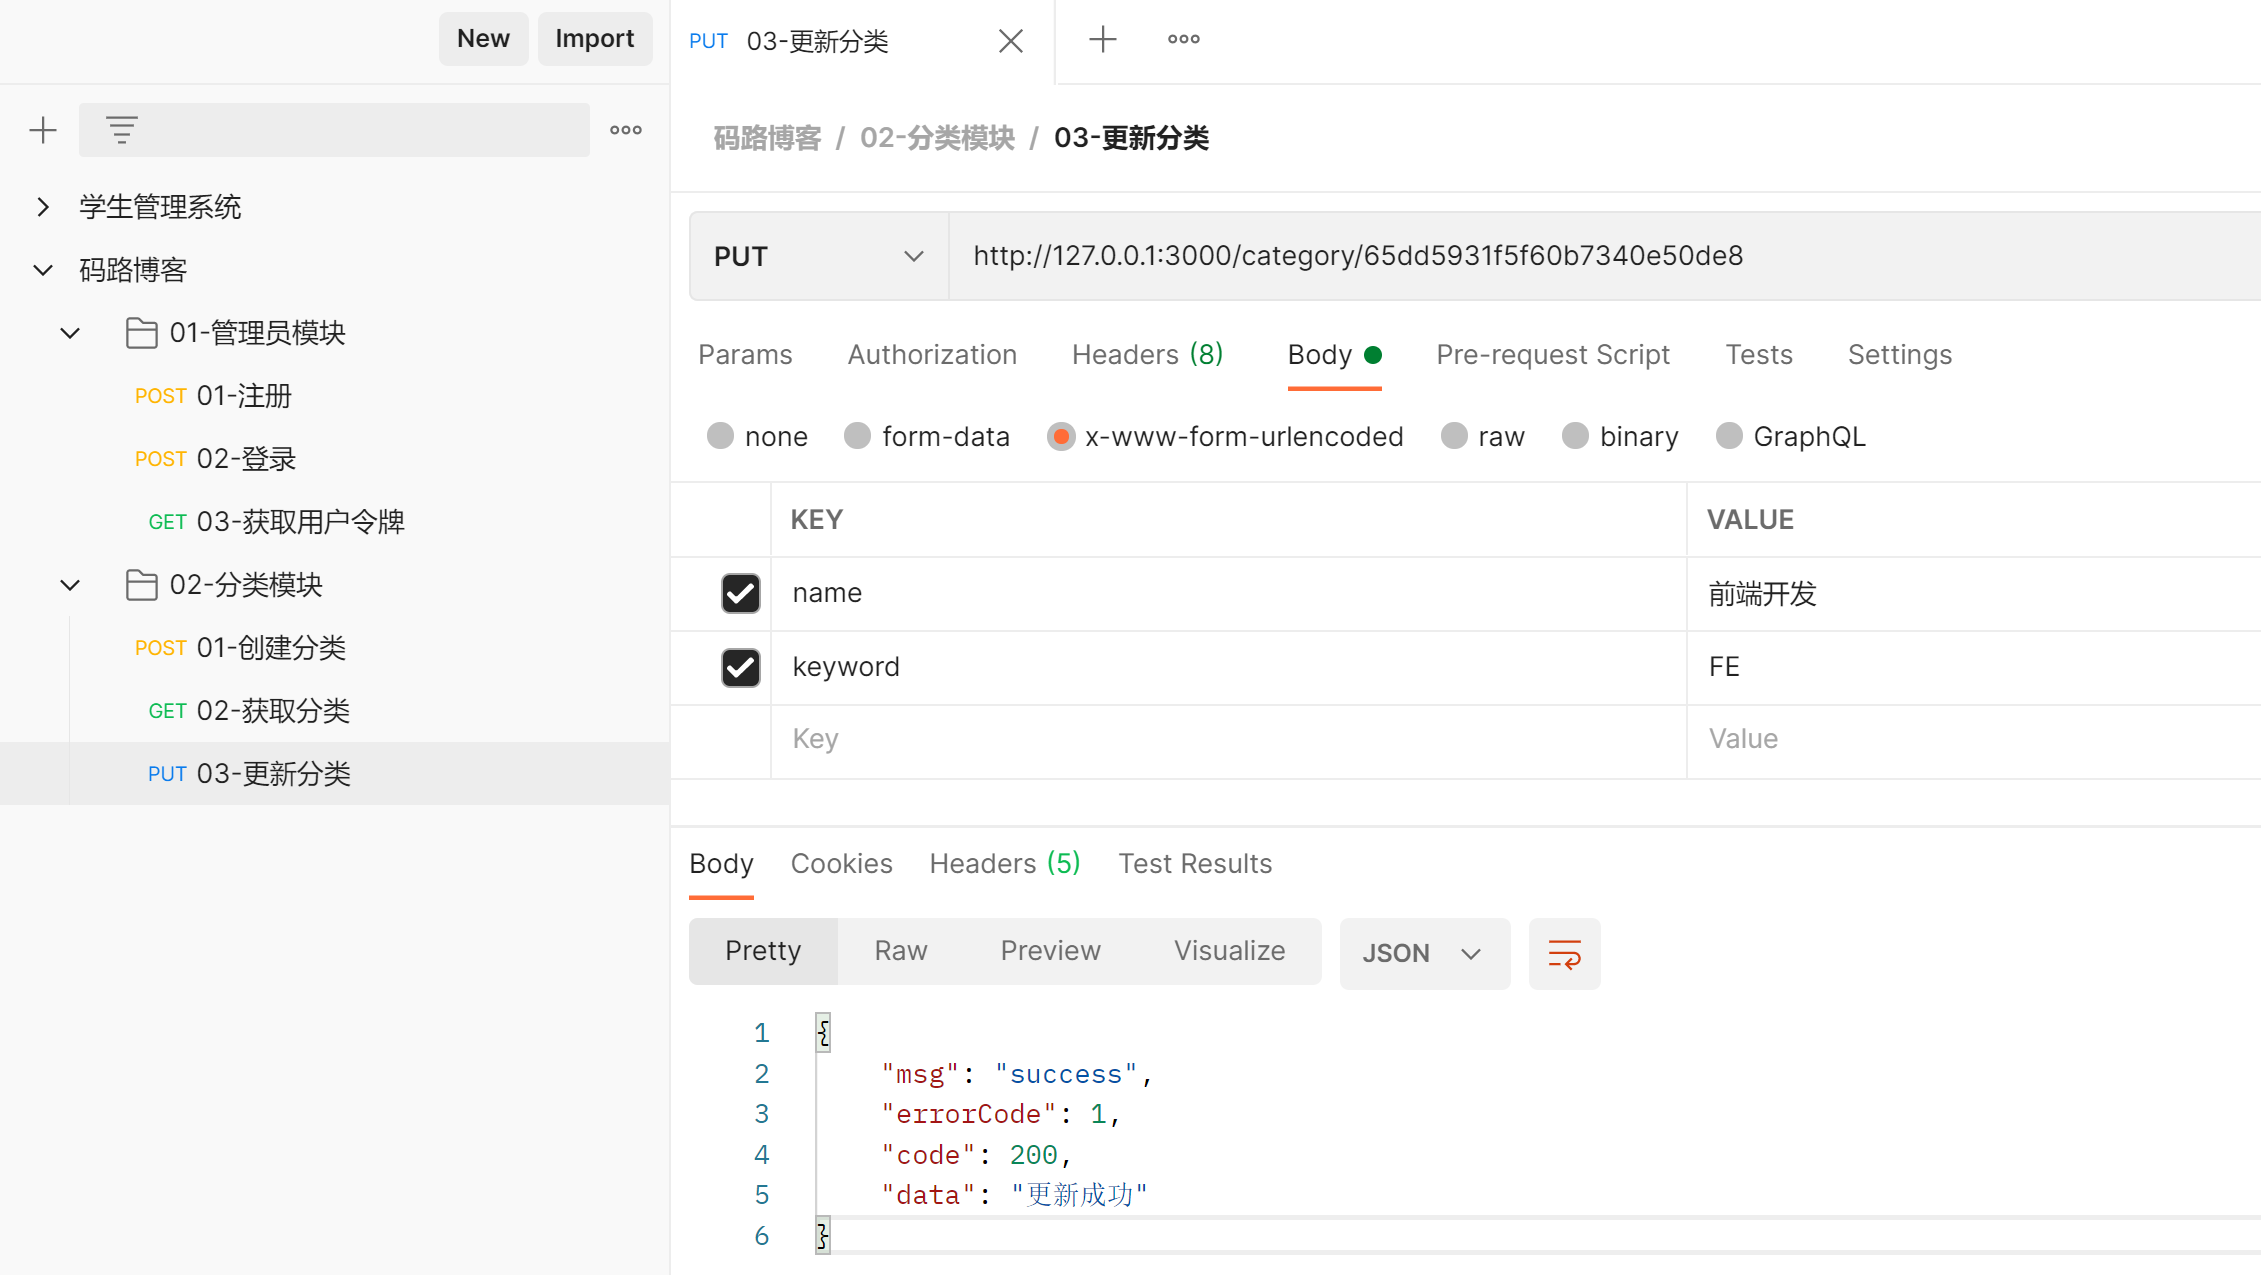 New Import
学生管理系统
码路博客
01-管理员模块
POST 01-注册
POST 02-登录
GET 03-获取用户令牌
02-分类模块
POST 01-创建分类
GET 02-获取分类
PUT 03-更新分类
PUT 03-更新分类
码路博客 / 02-分类模块 / 03-更新分类
PUT http://127.0.0.1:3000/category/65dd5931f5f60b7340e50de8
Params Authorization Headers (8) Body Pre-request Script Tests Settings
none form-data x-www-form-urlencoded raw binary GraphQL
KEY VALUE
name 前端开发
keyword FE
Key Value
Body Cookies Headers (5) Test Results
Pretty Raw Preview Visualize JSON
1 {
2 "msg": "success",
3 "errorCode": 1,
4 "code": 200,
5 "data": "更新成功"
6 }